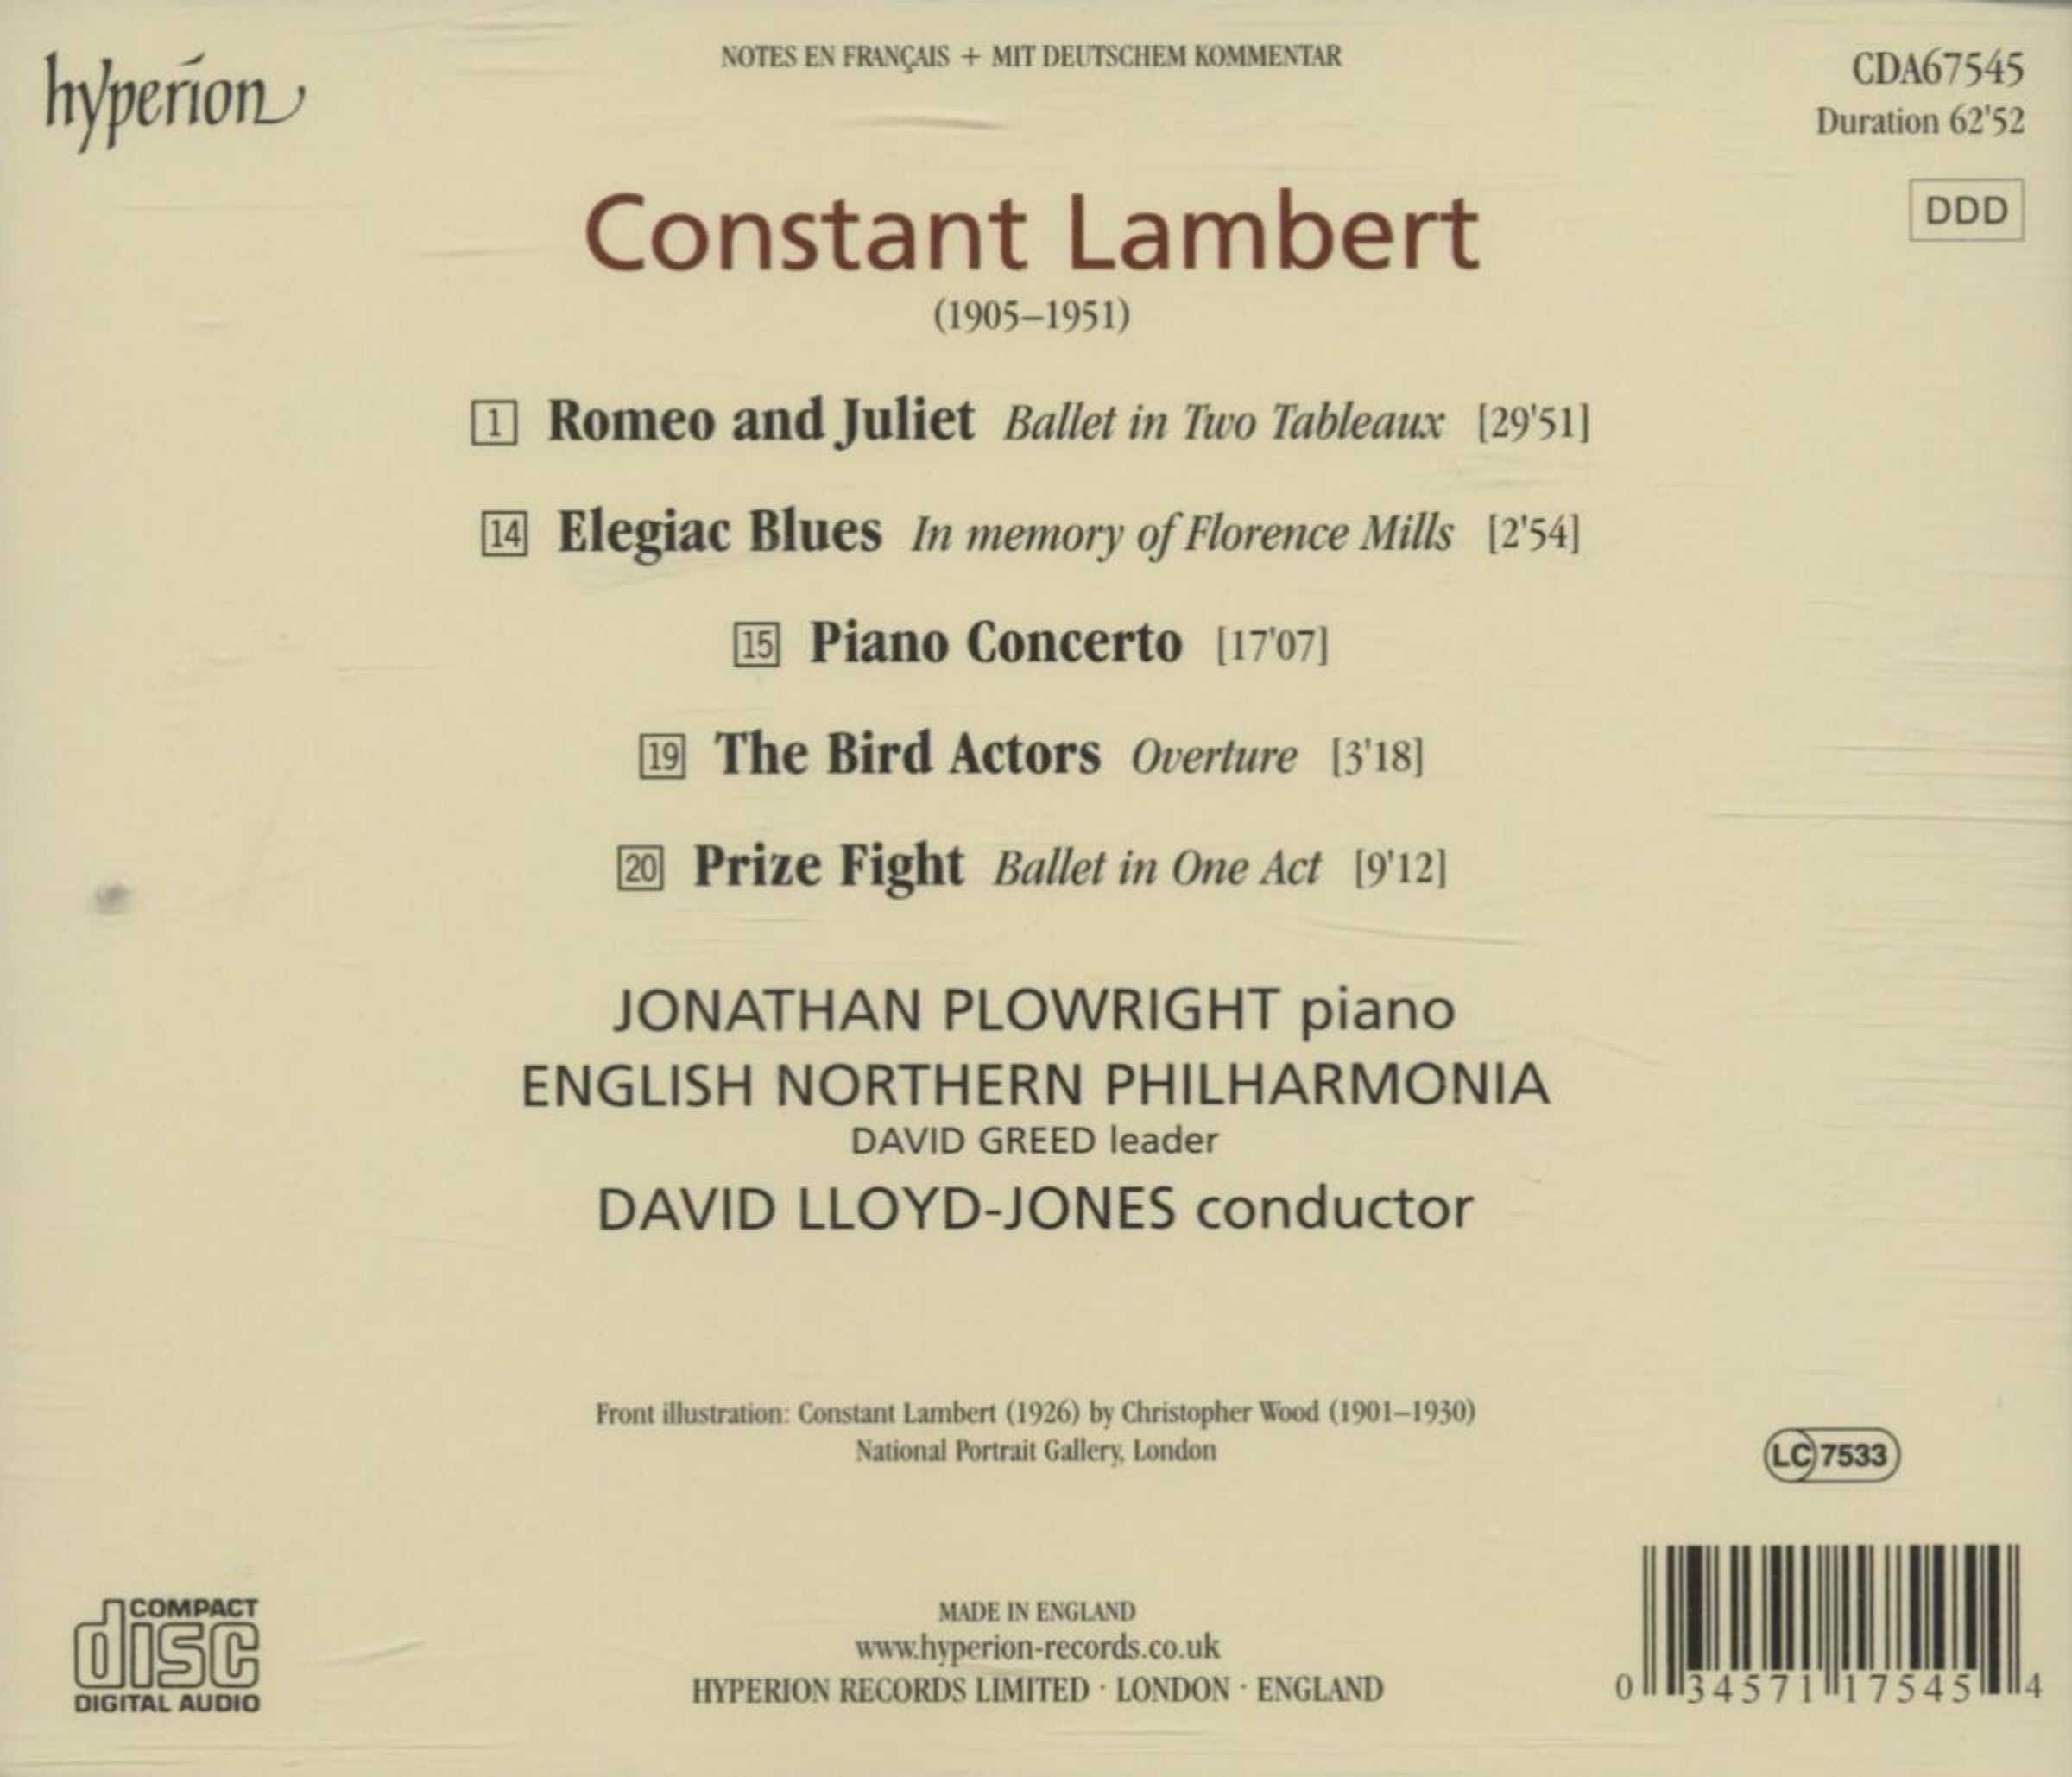 hyperion
NOTES EN FRANÇAIS + MIT DEUTSCHEM KOMMENTAR
CDA67545
Duration 62'52
DDD
Constant Lambert
(1905–1951)
1 Romeo and Juliet Ballet in Two Tableaux [29'51]
14 Elegiac Blues In memory of Florence Mills [2'54]
15 Piano Concerto [17'07]
19 The Bird Actors Overture [3'18]
20 Prize Fight Ballet in One Act [9'12]
JONATHAN PLOWRIGHT piano
ENGLISH NORTHERN PHILHARMONIA
DAVID GREED leader
DAVID LLOYD-JONES conductor
Front illustration: Constant Lambert (1926) by Christopher Wood (1901–1930)
National Portrait Gallery, London
LC 7533
COMPACT
disc
DIGITAL AUDIO
MADE IN ENGLAND
www.hyperion-records.co.uk
HYPERION RECORDS LIMITED · LONDON · ENGLAND
0 34571 17545 4